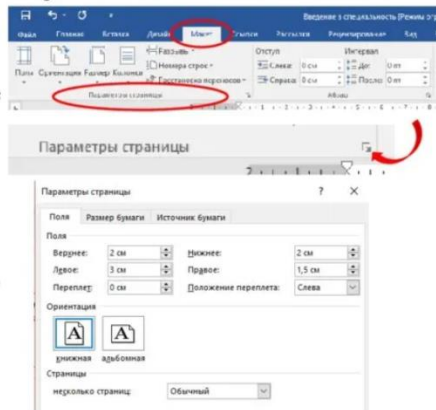 Введение в специальность (Режим
Файл Главная Вставка Дизайн Макет Ссылки Рассылки Рецензирование Вид
Разрывы Отступ Интервал
Поля Ориентация Размер Колонки Номера строк Слева: 0 см До: 0 пт
Расстановка переносов Справа: 0 см После: 0 пт
Параметры страницы Абзац
Параметры страницы
Параметры страницы ? ×
Поля Размер бумаги Источник бумаги
Поля
Верхнее: 2 см Нижнее: 2 см
Левое: 3 см Правое: 1,5 см
Переплет: 0 см Положение переплета: Слева
Ориентация
книжная альбомная
Страницы
несколько страниц: Обычный